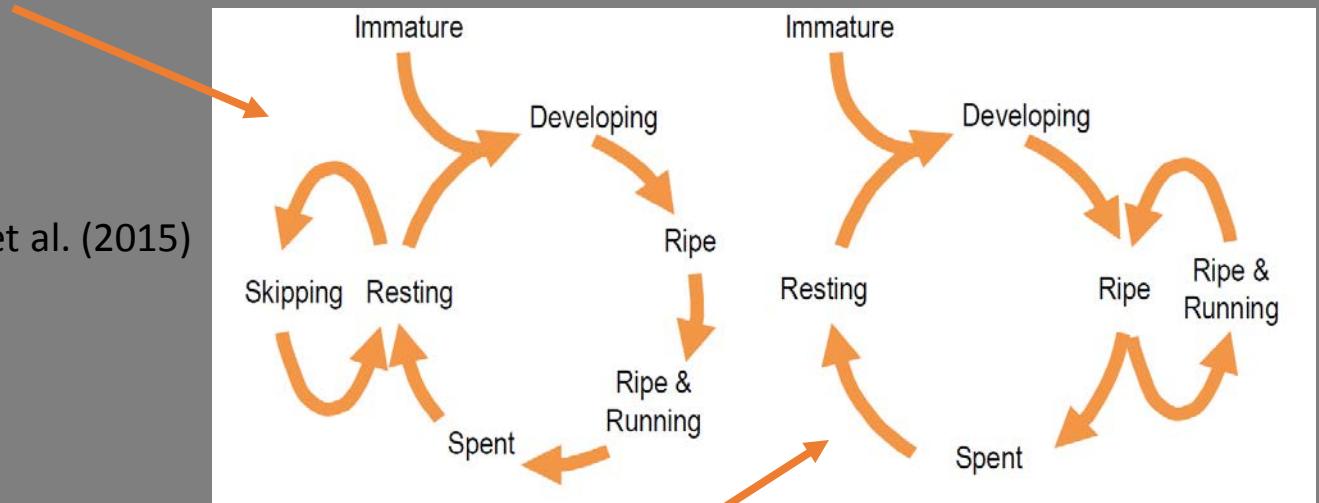 Immature
Developing
Ripe
Ripe &
Running
Spent
Resting
Skipping
et al. (2015)
Immature
Developing
Ripe &
Running
Ripe
Spent
Resting